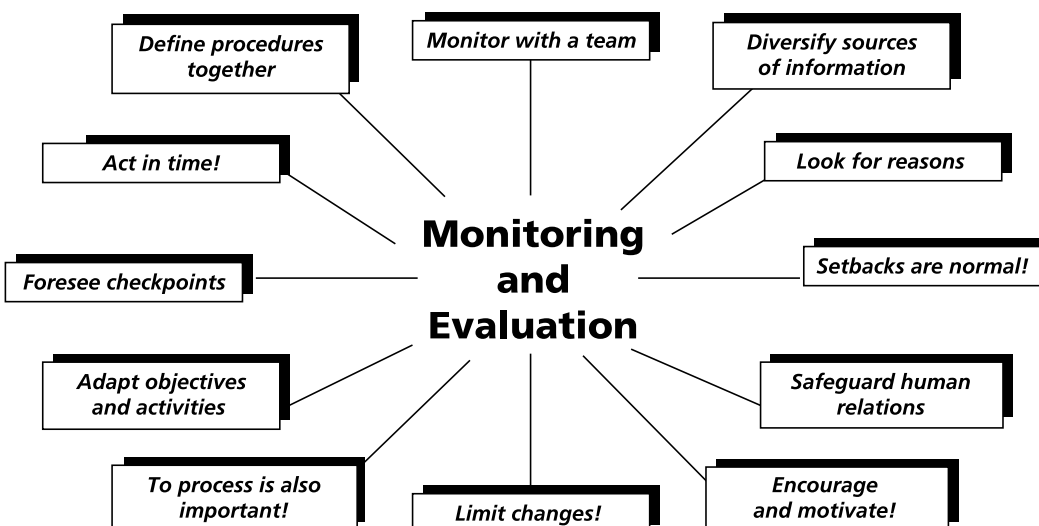 Define procedures
together
Monitor with a team
Diversify sources
of information
Act in time!
Look for reasons
Monitoring
and
Evaluation
Foresee checkpoints
Setbacks are normal!
Adapt objectives
and activities
Safeguard human
relations
To process is also
important!
Limit changes!
Encourage
and motivate!